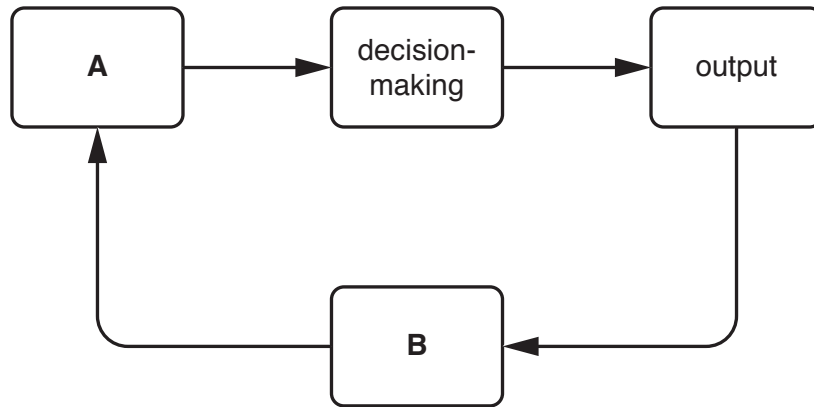 A
decision-
making
output
B